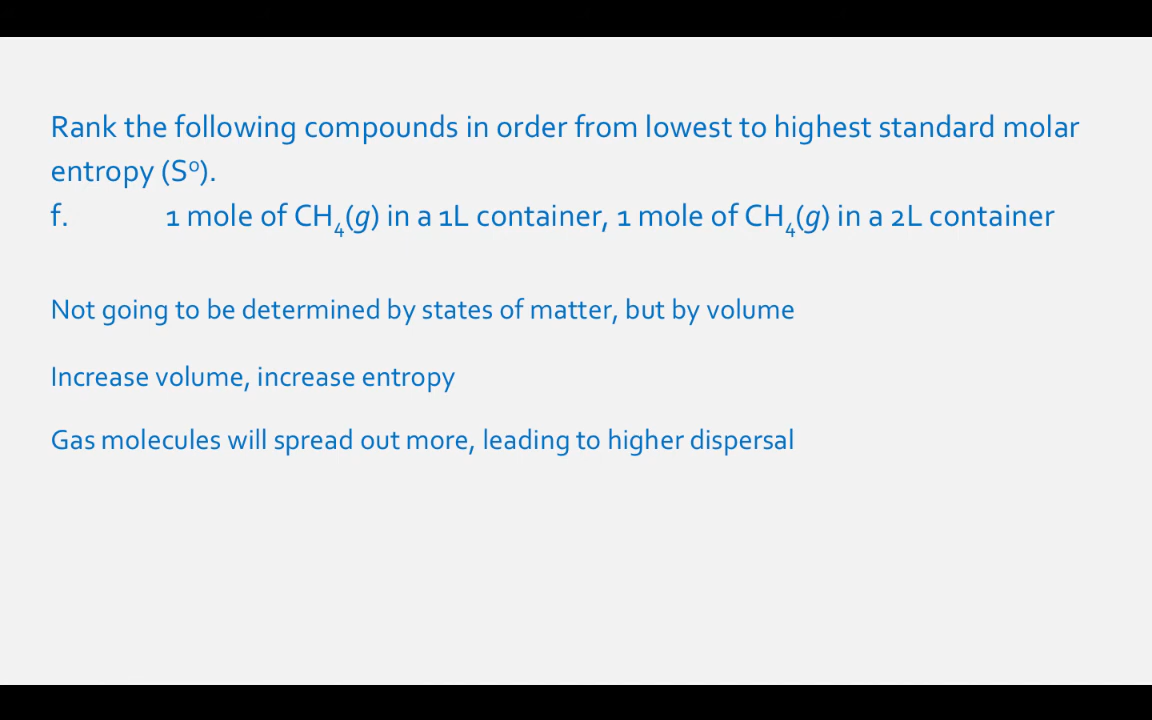 Rank the following compounds in order from lowest to highest standard molar
entropy (Sº).
f. 1 mole of CH₄(g) in a 1L container, 1 mole of CH₄(g) in a 2L container
Not going to be determined by states of matter, but by volume
Increase volume, increase entropy
Gas molecules will spread out more, leading to higher dispersal